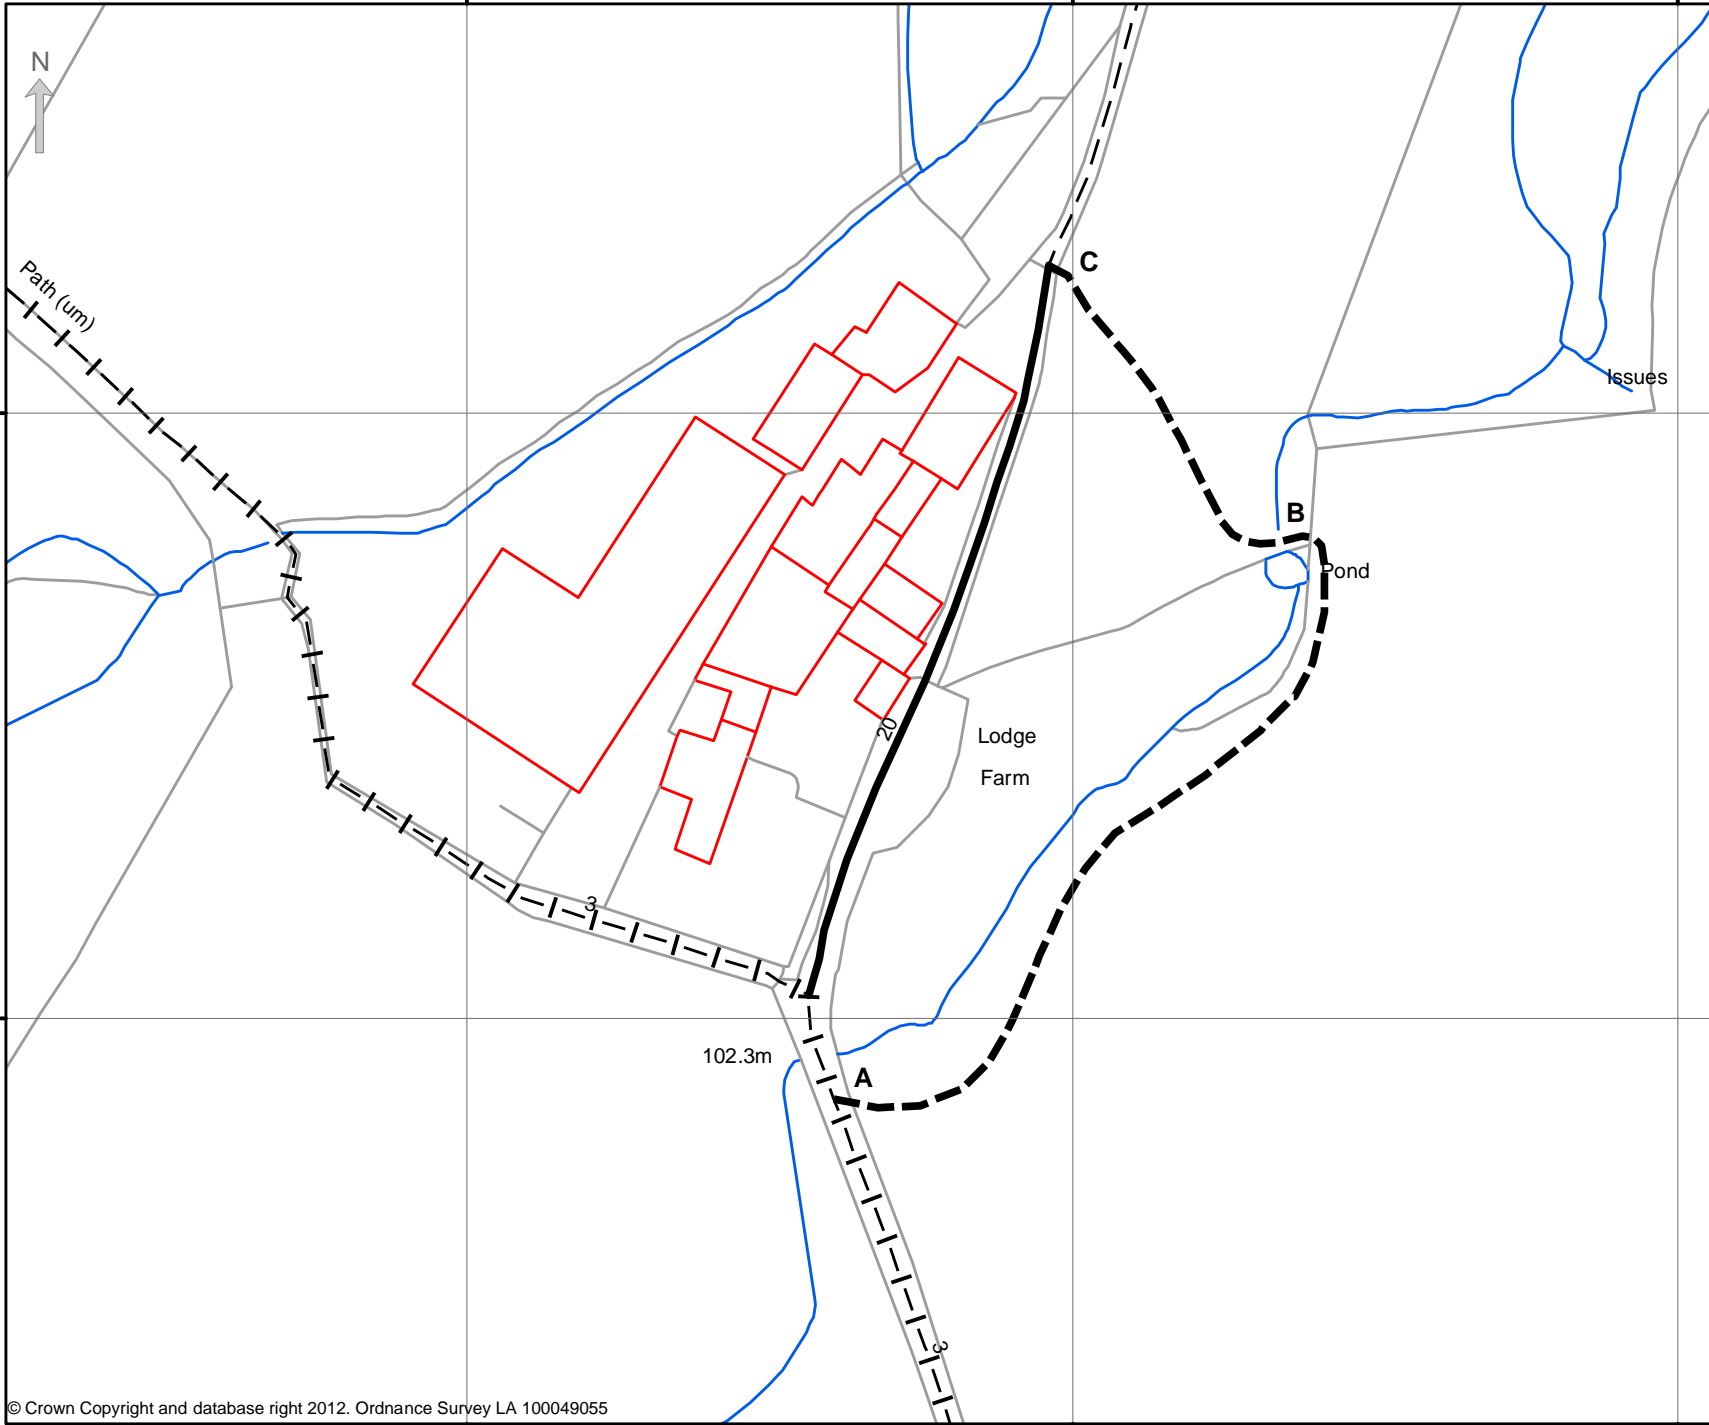 N
Path (um)
C
Issues
B
Pond
20
Lodge
Farm
3
102.3m
A
3
© Crown Copyright and database right 2012. Ordnance Survey LA 100049055